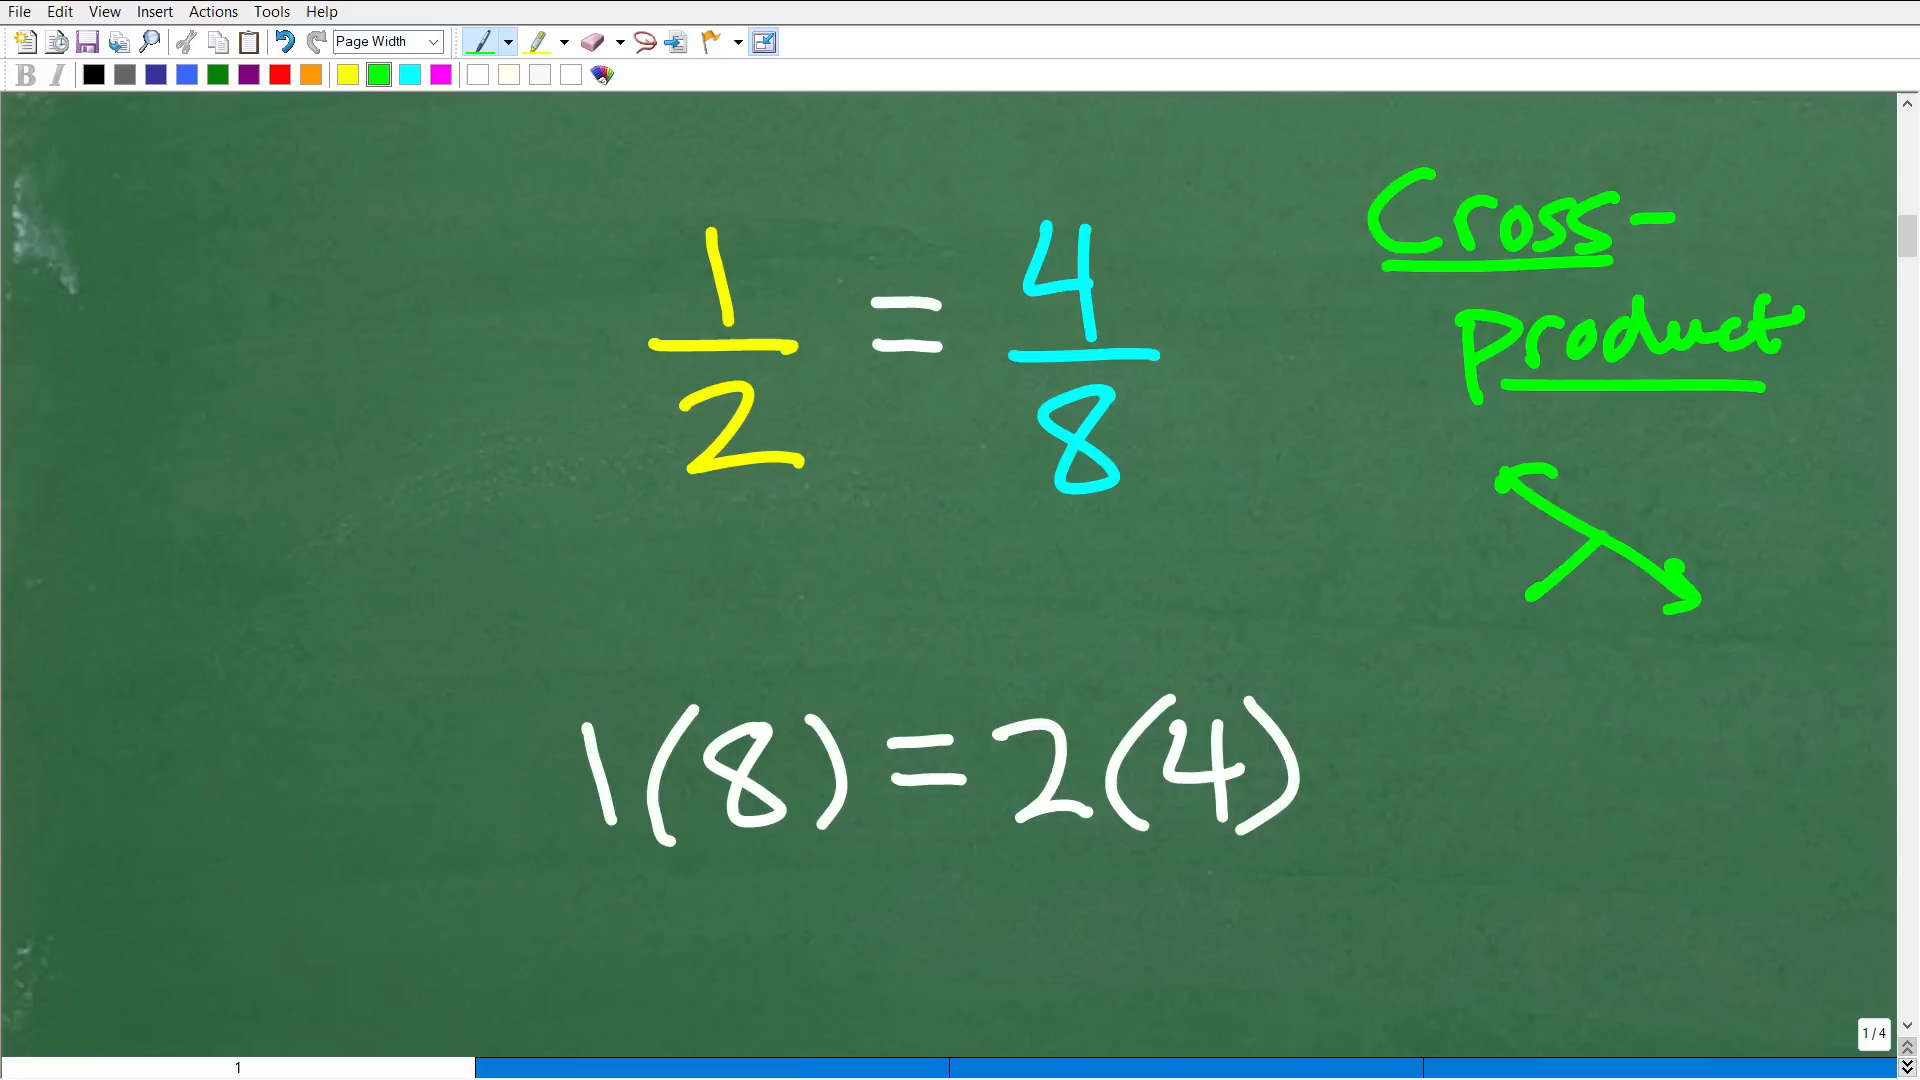 File Edit View Insert Actions Tools Help
Page Width
B I
1/2 = 4/8
Cross-
product
1(8) = 2(4)
1 / 4
1